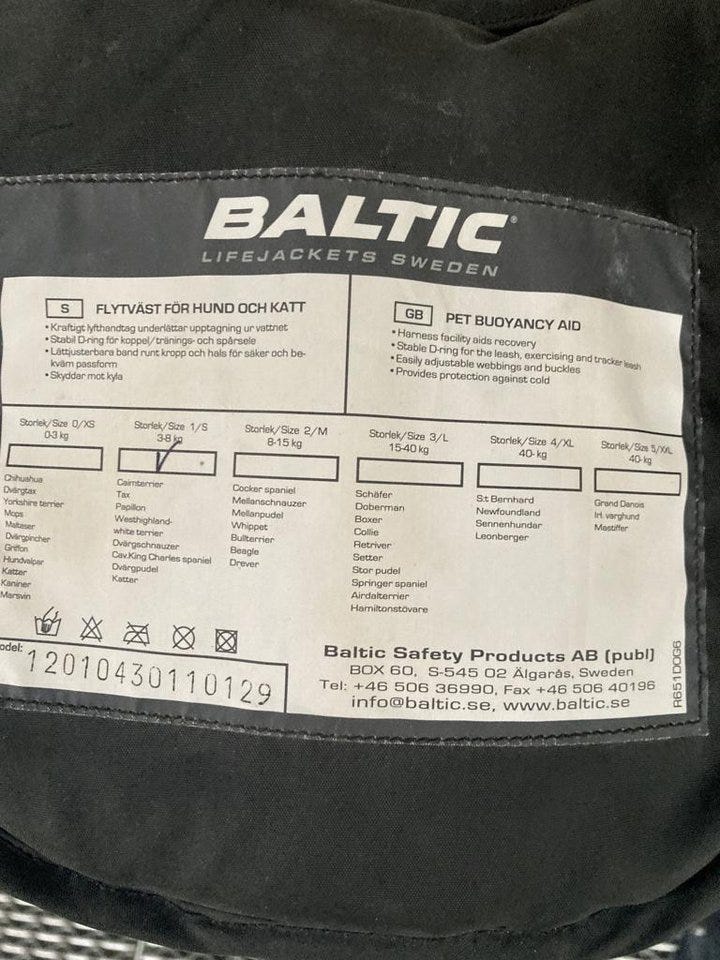 BALTIC®
LIFEJACKETS SWEDEN
S FLYTVÄST FÖR HUND OCH KATT
• Kraftigt lyfthandtag underlättar upptagning ur vattnet
• Stabil D-ring för koppel/tränings- och spårsele
• Lättjusterbara band runt kropp och hals för säker och be-
kväm passform
• Skyddar mot kyla
GB PET BUOYANCY AID
• Harness facility aids recovery
• Stable D-ring for the leash, exercising and tracker leash
• Easily adjustable webbings and buckles
• Provides protection against cold
Storlek/Size 0/XS
0-3 kg
Chihuahua
Dvärgtax
Yorkshire terrier
Mops
Malteser
Dvärgpincher
Griffon
Hundvalpar
Katter
Kaniner
Marsvin
Storlek/Size 1/S
3-8 kg
Cairnterrier
Tax
Papillon
Westhighland-
white terrier
Dvärgschnauzer
Cav.King Charles spaniel
Dvärgpudel
Katter
Storlek/Size 2/M
8-15 kg
Cocker spaniel
Mellanschnauzer
Mellanpudel
Whippet
Bullterrier
Beagle
Drever
Storlek/Size 3/L
15-40 kg
Schäfer
Doberman
Boxer
Collie
Retriver
Setter
Stor pudel
Springer spaniel
Airdalterrier
Hamiltonstövare
Storlek/Size 4/XL
40- kg
St Bernhard
Newfoundland
Sennenhundar
Leonberger
Storlek/Size 5/XXL
40- kg
Grand Danois
Irl. varghund
Mastiffer
odel: 12010430110129
Baltic Safety Products AB (publ)
BOX 60, S-545 02 Älgarås, Sweden
Tel: +46 506 36990, Fax +46 506 40196
info@baltic.se, www.baltic.se
R651DOG6